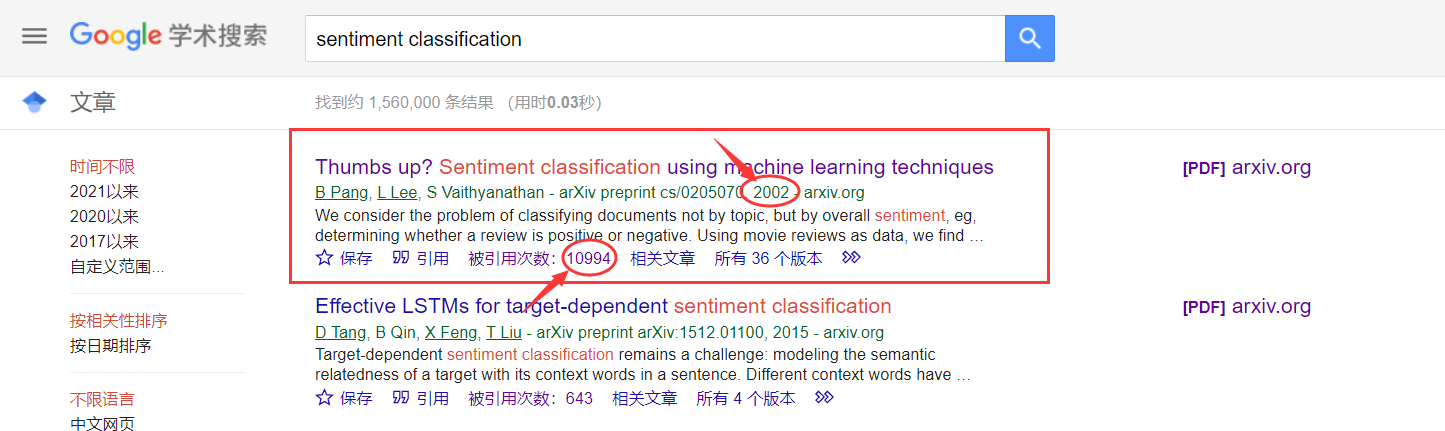 Google 学术搜索
sentiment classification
文章
找到约 1,560,000 条结果 （用时0.03秒）
时间不限
2021以来
2020以来
2017以来
自定义范围...
按相关性排序
按日期排序
不限语言
中文网页
Thumbs up? Sentiment classification using machine learning techniques
B Pang, L Lee, S Vaithyanathan - arXiv preprint cs/0205070, 2002 - arxiv.org
We consider the problem of classifying documents not by topic, but by overall sentiment, eg,
determining whether a review is positive or negative. Using movie reviews as data, we find …
保存 引用 被引用次数：10994 相关文章 所有 36 个版本
[PDF] arxiv.org
Effective LSTMs for target-dependent sentiment classification
D Tang, B Qin, X Feng, T Liu - arXiv preprint arXiv:1512.01100, 2015 - arxiv.org
Target-dependent sentiment classification remains a challenge: modeling the semantic
relatedness of a target with its context words in a sentence. Different context words have …
保存 引用 被引用次数：643 相关文章 所有 4 个版本
[PDF] arxiv.org